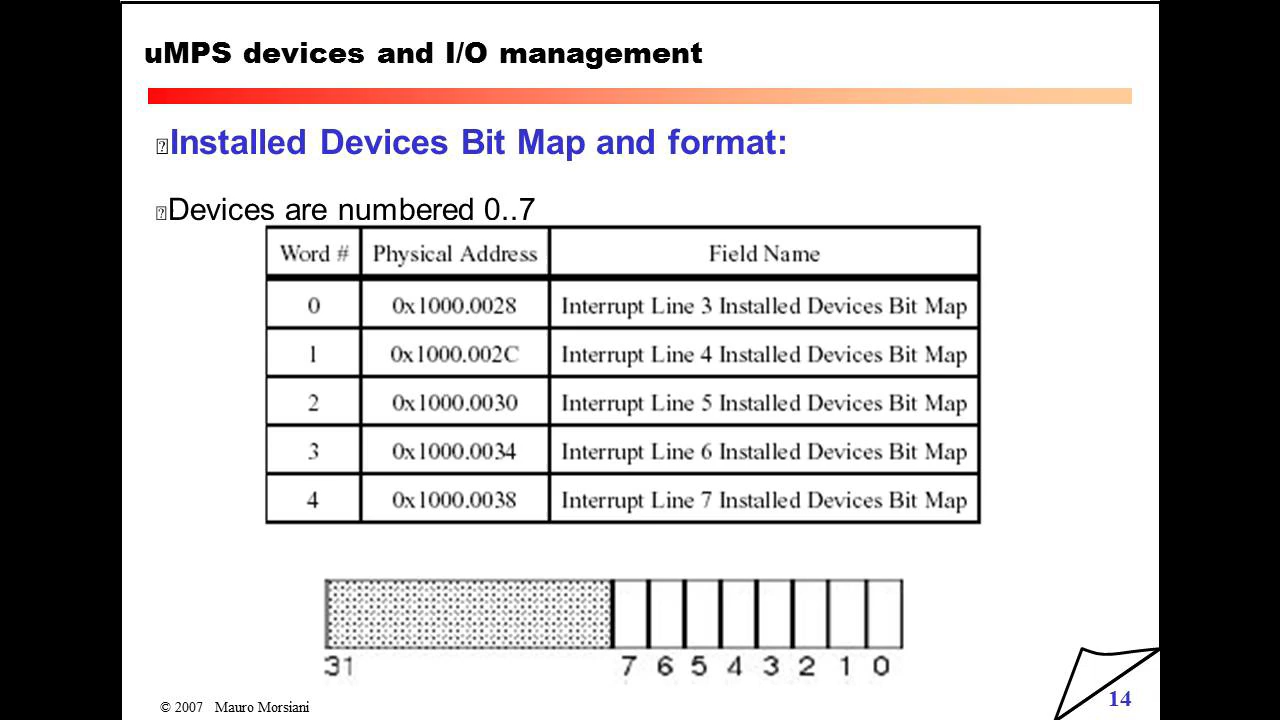 uMPS devices and I/O management
Installed Devices Bit Map and format:
Devices are numbered 0..7
Word # Physical Address Field Name
0 0x1000.0028 Interrupt Line 3 Installed Devices Bit Map
1 0x1000.002C Interrupt Line 4 Installed Devices Bit Map
2 0x1000.0030 Interrupt Line 5 Installed Devices Bit Map
3 0x1000.0034 Interrupt Line 6 Installed Devices Bit Map
4 0x1000.0038 Interrupt Line 7 Installed Devices Bit Map
31 7 6 5 4 3 2 1 0
© 2007 Mauro Morsiani
14